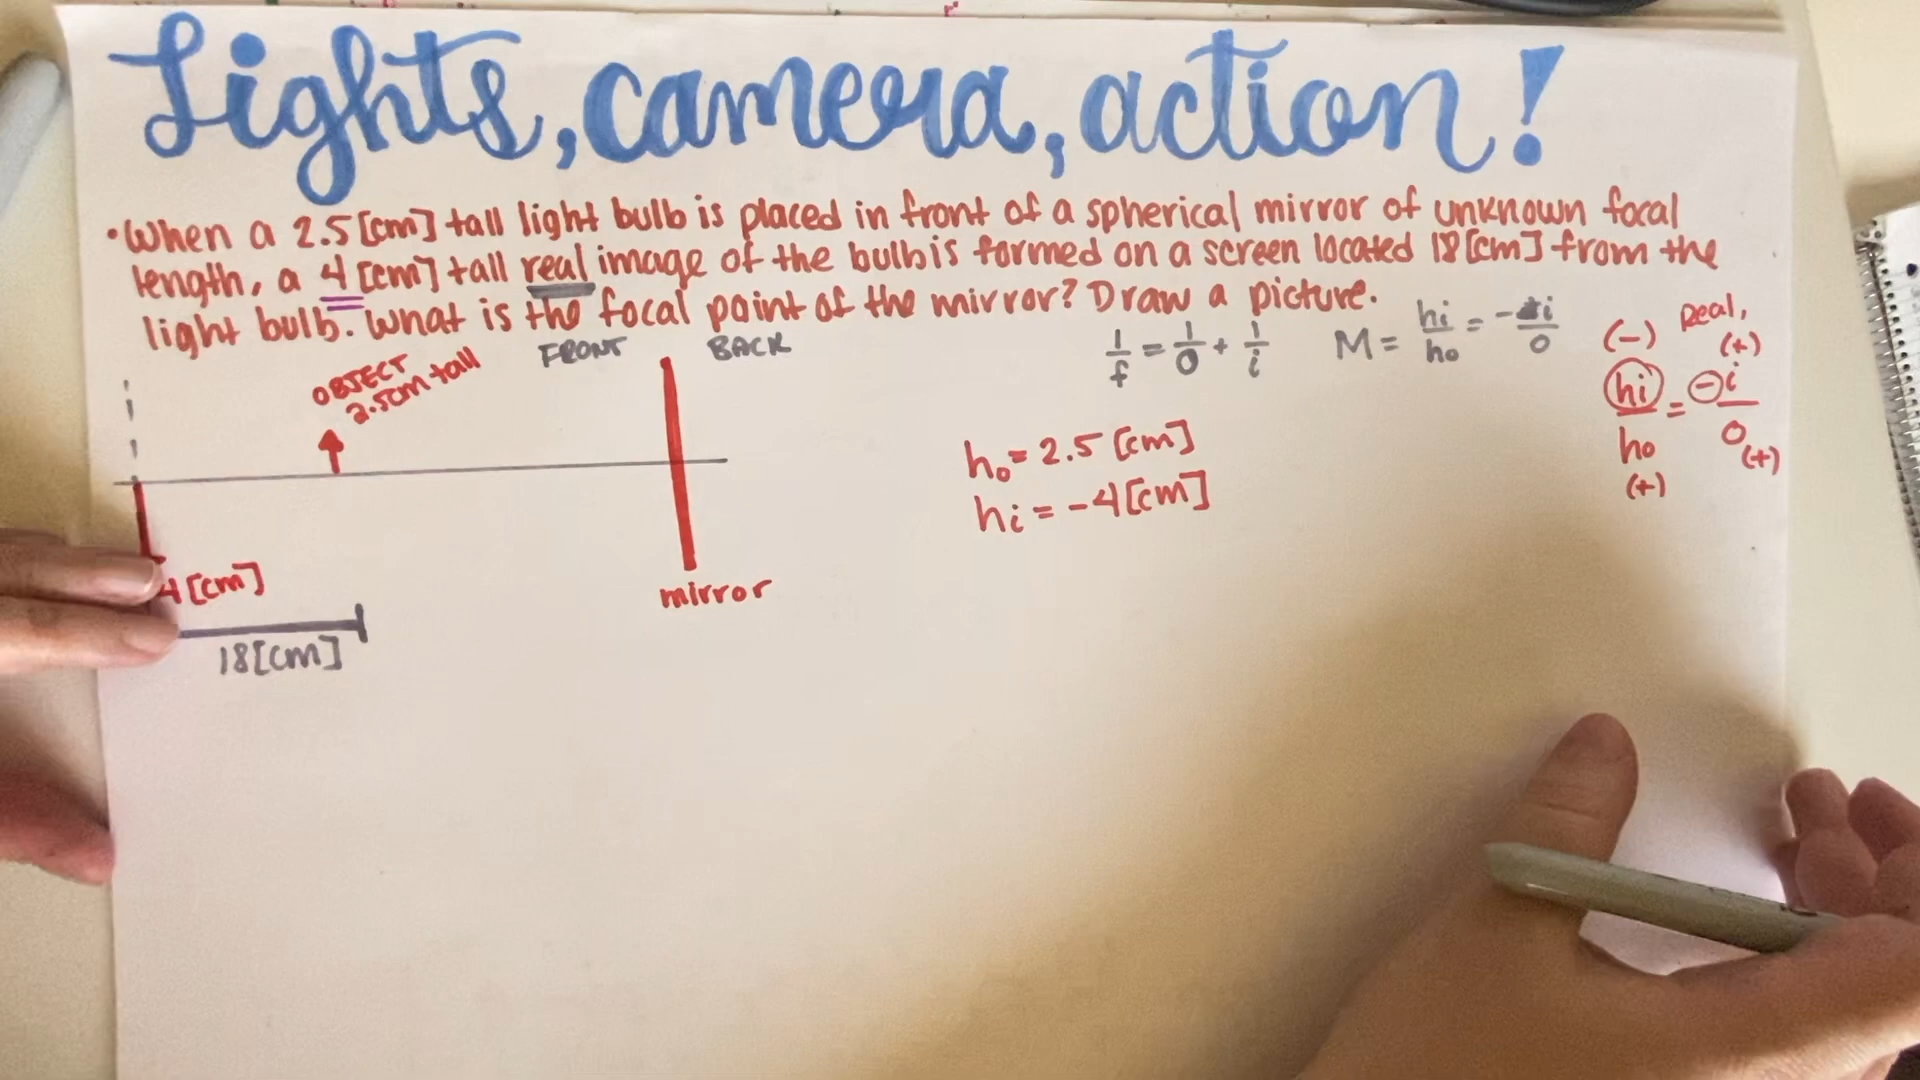 Lights, camera, action!
• When a 2.5 [cm] tall light bulb is placed in front of a spherical mirror of unknown focal
length, a 4 [cm] tall real image of the bulb is formed on a screen located 18 [cm] from the
light bulb. What is the focal point of the mirror? Draw a picture.
OBJECT
2.5cm tall
FRONT
BACK
4 [cm]
18 [cm]
mirror
1/f = 1/o + 1/i
M = hi/ho = -i/o
ho = 2.5 [cm]
hi = -4 [cm]
(-) real,
(+)
hi/ho = -i/o
(+) (+)